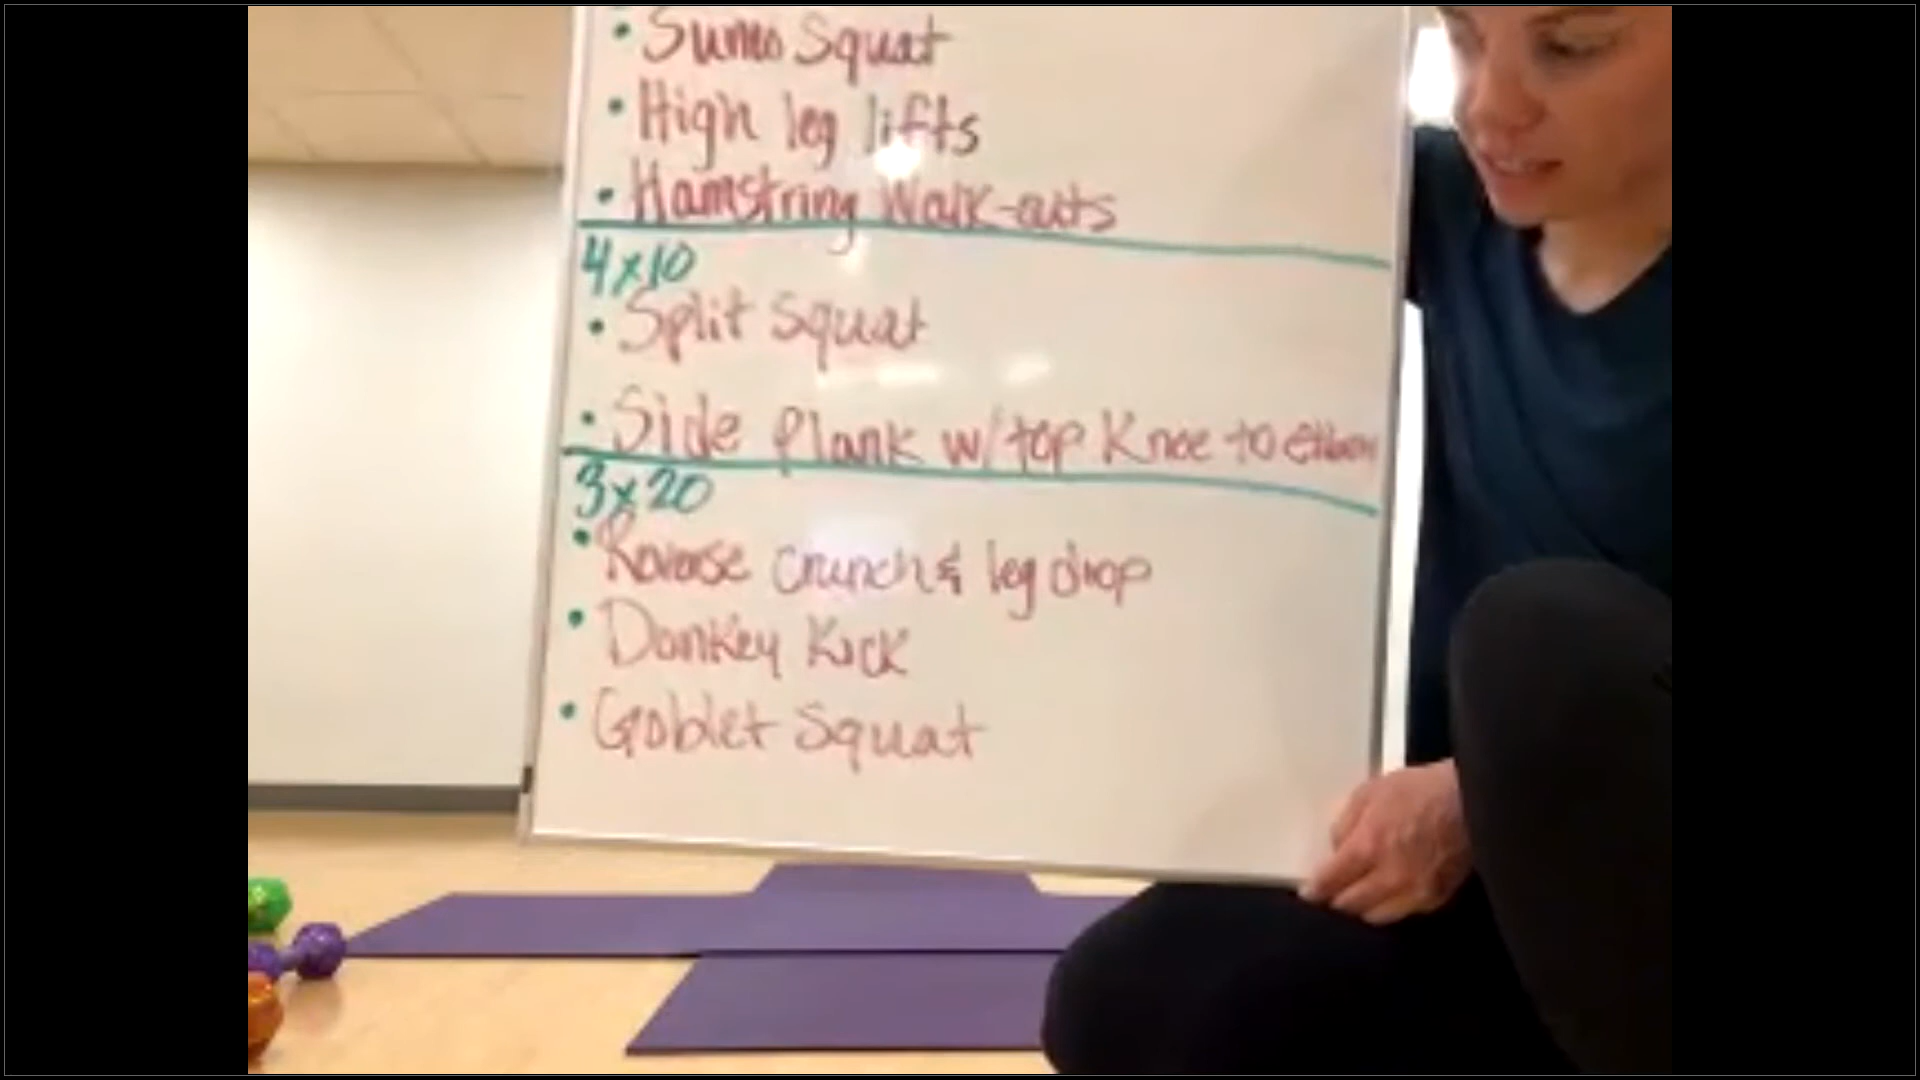 • Sumo Squat
• High leg lifts
• Hamstring Walk-outs
4x10
• Split Squat
• Side Plank w/ top Knee to elbow
3x20
• Reverse crunch & leg drop
• Donkey Kick
• Goblet Squat